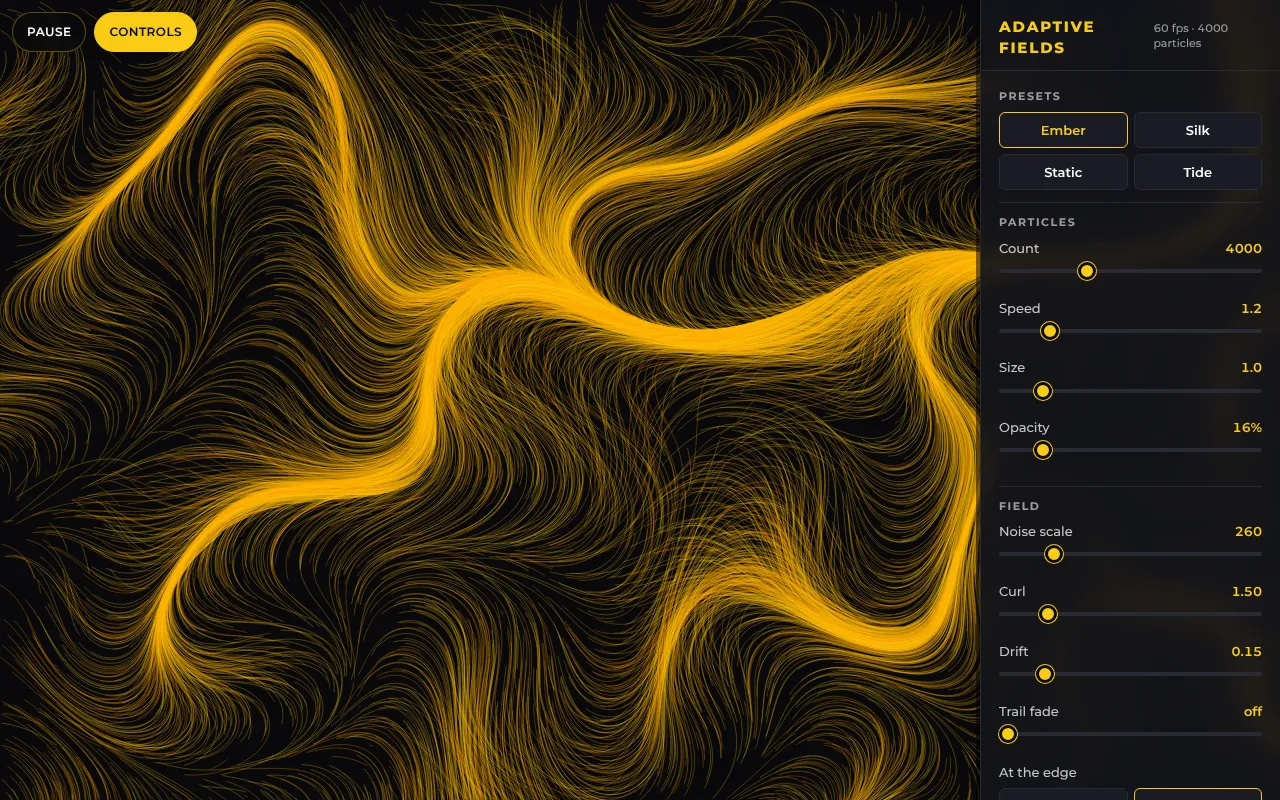 PAUSE
CONTROLS
ADAPTIVE
FIELDS
60 fps · 4000
particles
PRESETS
Ember
Silk
Static
Tide
PARTICLES
Count 4000
Speed 1.2
Size 1.0
Opacity 16%
FIELD
Noise scale 260
Curl 1.50
Drift 0.15
Trail fade off
At the edge